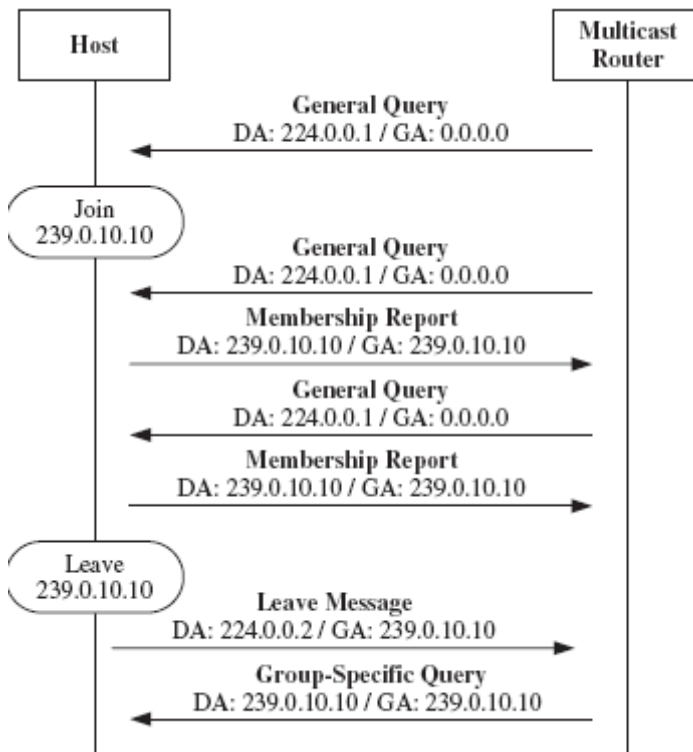 Host
Multicast
Router
General Query
DA: 224.0.0.1 / GA: 0.0.0.0
Join
239.0.10.10
General Query
DA: 224.0.0.1 / GA: 0.0.0.0
Membership Report
DA: 239.0.10.10 / GA: 239.0.10.10
General Query
DA: 224.0.0.1 / GA: 0.0.0.0
Membership Report
DA: 239.0.10.10 / GA: 239.0.10.10
Leave
239.0.10.10
Leave Message
DA: 224.0.0.2 / GA: 239.0.10.10
Group-Specific Query
DA: 239.0.10.10 / GA: 239.0.10.10